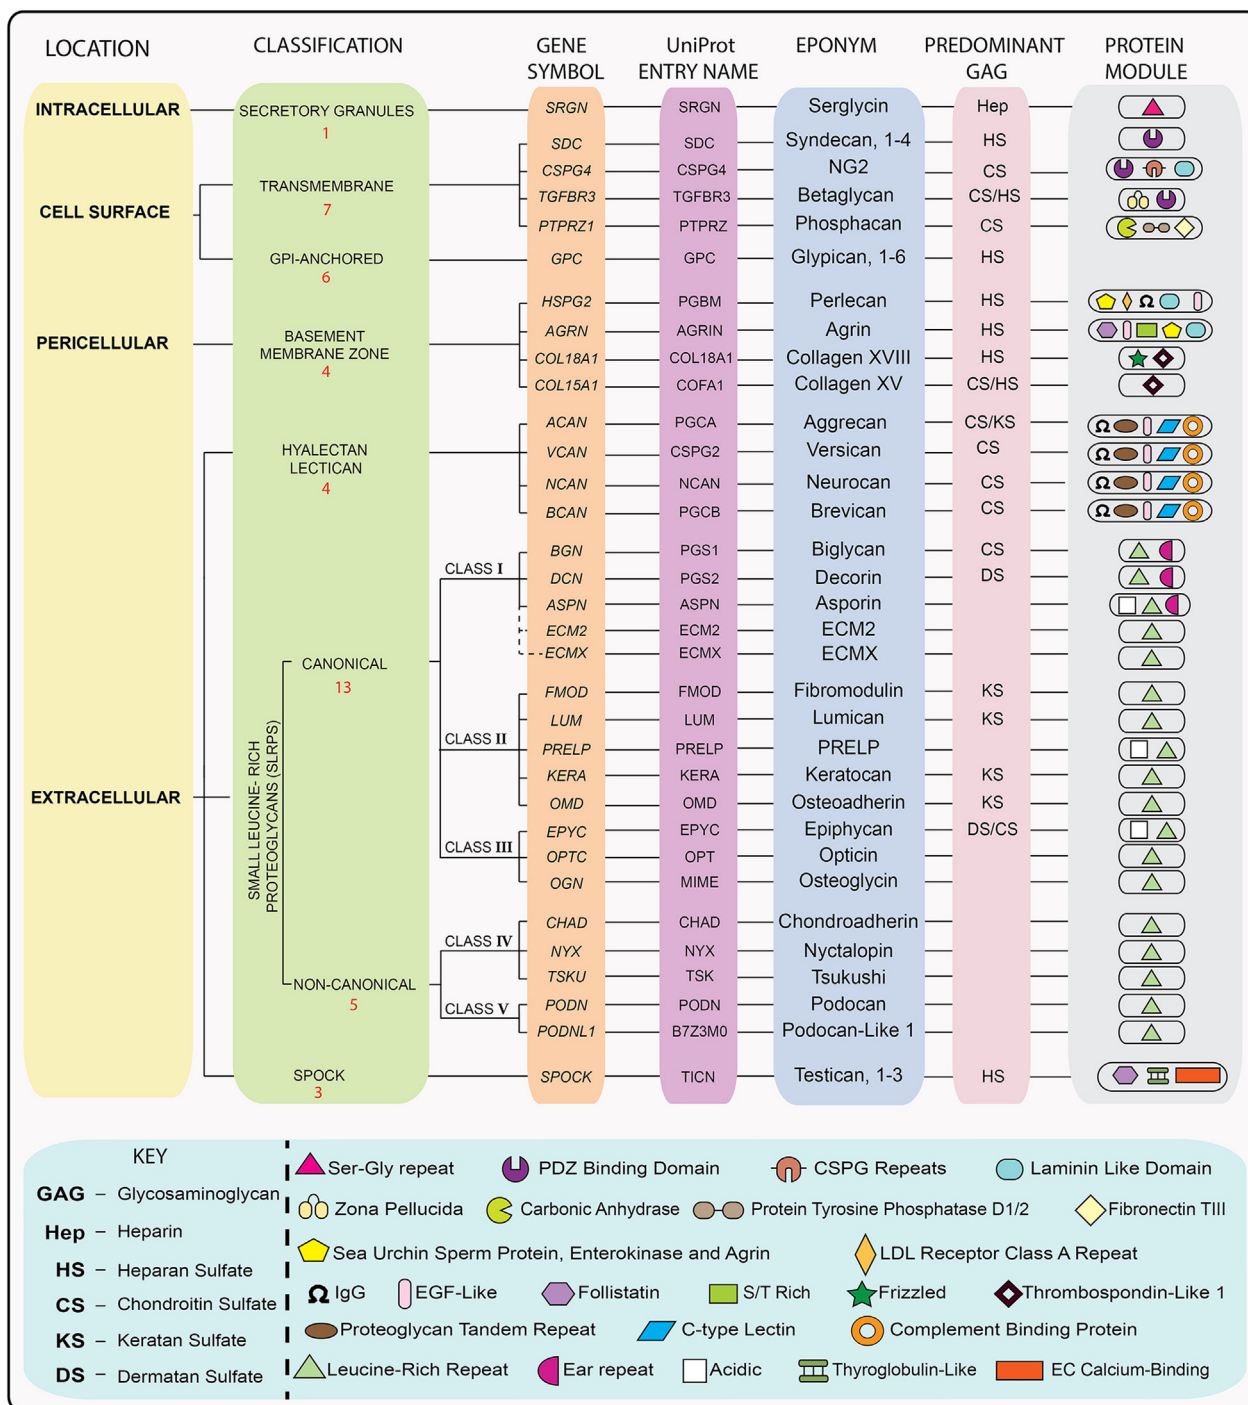 LOCATION CLASSIFICATION GENE SYMBOL UniProt ENTRY NAME EPONYM PREDOMINANT GAG PROTEIN MODULE
INTRACELLULAR SECRETORY GRANULES SRGN SRGN Serglycin Hep
1
SDC SDC Syndecan, 1-4 HS
CSPG4 CSPG4 NG2 CS
CELL SURFACE TRANSMEMBRANE TGFBR3 TGFBR3 Betaglycan CS/HS
7
PTPRZ1 PTPRZ Phosphacan CS
GPI-ANCHORED GPC GPC Glypican, 1-6 HS
6
HSPG2 PGBM Perlecan HS
PERICELLULAR BASEMENT MEMBRANE ZONE AGRN AGRIN Agrin HS
4
COL18A1 COL18A1 Collagen XVIII HS
COL15A1 COFA1 Collagen XV CS/HS
ACAN PGCA Aggrecan CS/KS
HYALECTAN LECTICAN VCAN CSPG2 Versican CS
4
NCAN NCAN Neurocan CS
BCAN PGCB Brevican CS
EXTRACELLULAR
SMALL LEUCINE- RICH PROTEOGLYCANS (SLRPS)
CANONICAL
13
CLASS I
BGN PGS1 Biglycan CS
DCN PGS2 Decorin DS
ASPN ASPN Asporin
ECM2 ECM2 ECM2
ECMX ECMX ECMX
CLASS II
FMOD FMOD Fibromodulin KS
LUM LUM Lumican KS
PRELP PRELP PRELP
KERA KERA Keratocan KS
OMD OMD Osteoadherin KS
CLASS III
EPYC EPYC Epiphycan DS/CS
OPTC OPT Opticin
OGN MIME Osteoglycin
NON-CANONICAL
5
CLASS IV
CHAD CHAD Chondroadherin
NYX NYX Nyctalopin
TSKU TSK Tsukushi
CLASS V
PODN PODN Podocan
PODNL1 B7Z3M0 Podocan-Like 1
SPOCK SPOCK TICN Testican, 1-3 HS
3
KEY
GAG – Glycosaminoglycan
Hep – Heparin
HS – Heparan Sulfate
CS – Chondroitin Sulfate
KS – Keratan Sulfate
DS – Dermatan Sulfate
Ser-Gly repeat PDZ Binding Domain CSPG Repeats Laminin Like Domain
Zona Pellucida Carbonic Anhydrase Protein Tyrosine Phosphatase D1/2 Fibronectin TIII
Sea Urchin Sperm Protein, Enterokinase and Agrin LDL Receptor Class A Repeat
Ω IgG EGF-Like Follistatin S/T Rich Frizzled Thrombospondin-Like 1
Proteoglycan Tandem Repeat C-type Lectin Complement Binding Protein
Leucine-Rich Repeat Ear repeat Acidic Thyroglobulin-Like EC Calcium-Binding